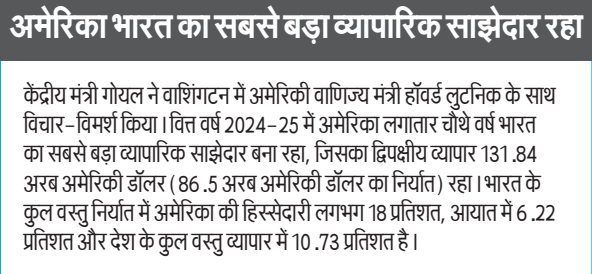 अमेरिका भारत का सबसे बड़ा व्यापारिक साझेदार रहा
केंद्रीय मंत्री गोयल ने वाशिंगटन में अमेरिकी वाणिज्य मंत्री हॉवर्ड लुटनिक के साथ
विचार-विमर्श किया। वित्त वर्ष 2024-25 में अमेरिका लगातार चौथे वर्ष भारत
का सबसे बड़ा व्यापारिक साझेदार बना रहा, जिसका द्विपक्षीय व्यापार 131.84
अरब अमेरिकी डॉलर (86.5 अरब अमेरिकी डॉलर का निर्यात) रहा। भारत के
कुल वस्तु निर्यात में अमेरिका की हिस्सेदारी लगभग 18 प्रतिशत, आयात में 6.22
प्रतिशत और देश के कुल वस्तु व्यापार में 10.73 प्रतिशत है।